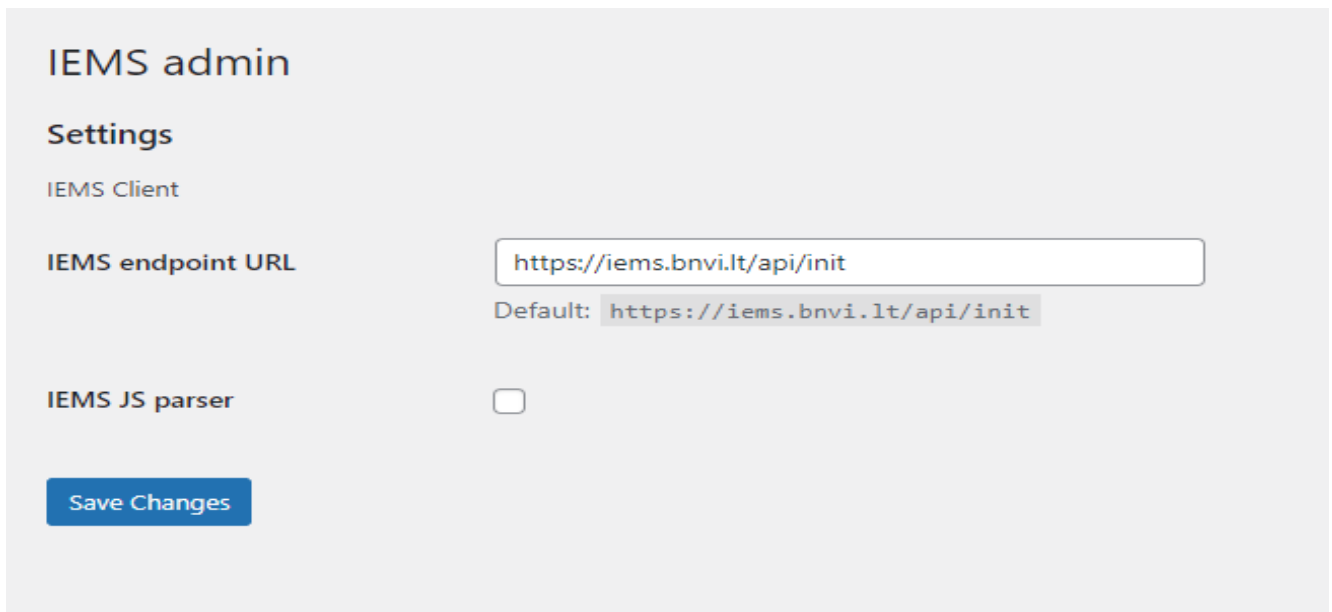 IEMS admin
Settings
IEMS Client
IEMS endpoint URL
https://iems.bnvi.lt/api/init
Default: https://iems.bnvi.lt/api/init
IEMS JS parser
Save Changes